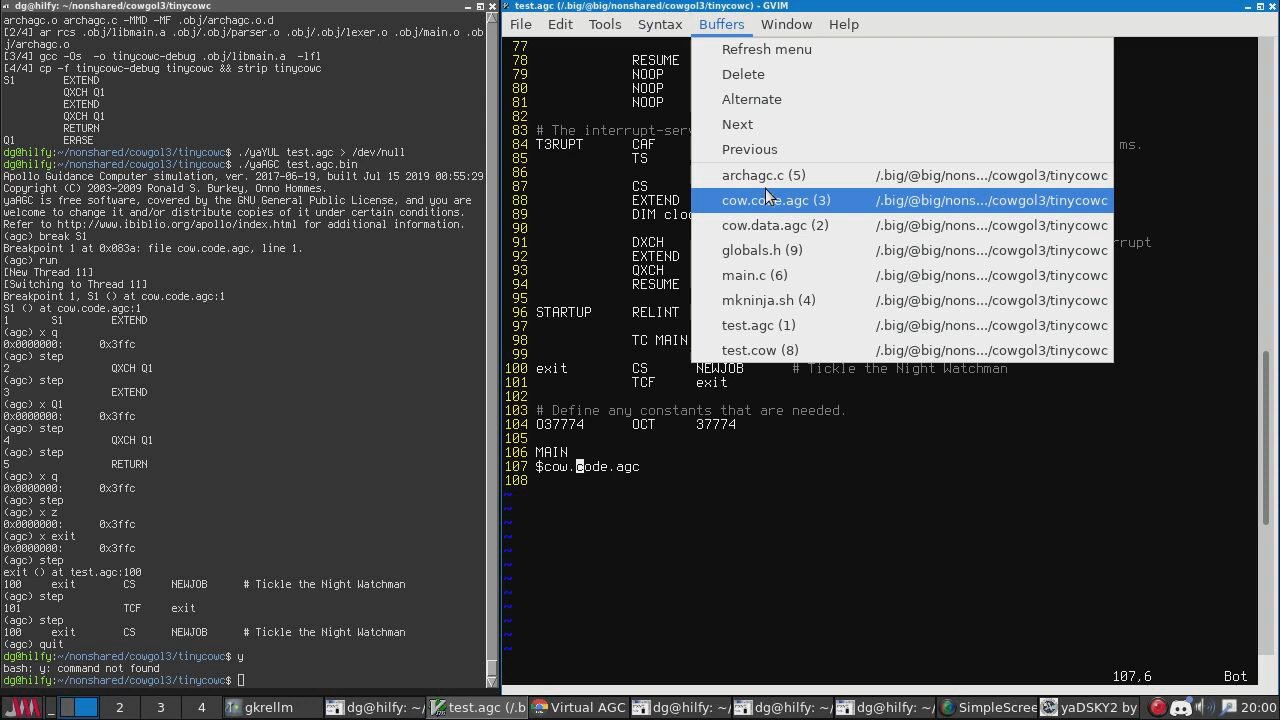 dg@hilfy: ~/nonshared/cowgol3/tinycowc
archagc archagc.c -MMD -MF .obj/archagc.o.d
[2/4] rm -f .obj/libmain.a && ar qcs .obj/libmain.a .obj/parser.o .obj/emitter.o .obj/lexer.o .obj/main.o .ob
j/archagc.o
[3/4] gcc -Os -o tinycowc-debug .obj/libmain.a -lfl
[4/4] cp -f tinycowc-debug tinycowc && strip tinycowc
S1 EXTEND
QXCH Q1
EXTEND
QXCH Q1
RETURN
Q1 ERASE
dg@hilfy:~/nonshared/cowgol3/tinycowc$ ./yaYUL test.agc > /dev/null
dg@hilfy:~/nonshared/cowgol3/tinycowc$ ./yaAGC test.agc.bin
Apollo Guidance Computer simulation, ver. 2017-06-19, built Jul 15 2019 00:55:29
Copyright (C) 2003-2009 Ronald S. Burkey, Onno Hommes.
yaAGC is free software, covered by the GNU General Public License, and you are
welcome to change it and/or distribute copies of it under certain conditions.
Refer to http://www.ibiblio.org/apollo/index.html for additional information.
(agc) break S1
Breakpoint 1 at 0x003a: file cow.code.agc, line 1.
(agc) run
[New Thread 11]
[Switching to Thread 11]
Breakpoint 1, S1 () at cow.code.agc:1
S1 () at cow.code.agc:1
1 S1 EXTEND
(agc) x q
0x0000000: 0x3ffc
(agc) step
2 QXCH Q1
(agc) step
3 EXTEND
(agc) x Q1
0x0000000: 0x3ffc
(agc) step
4 QXCH Q1
(agc) step
5 RETURN
(agc) x q
0x0000000: 0x3ffc
(agc) step
(agc) x z
0x0000000: 0x3ffc
(agc) x exit
0x0000000: 0x3ffc
(agc) step
exit () at test.agc:100
100 exit CS NEWJOB # Tickle the Night Watchman
(agc) step
101 TCF exit
(agc) step
100 exit CS NEWJOB # Tickle the Night Watchman
(agc) quit
dg@hilfy:~/nonshared/cowgol3/tinycowc$ y
bash: y: command not found
dg@hilfy:~/nonshared/cowgol3/tinycowc$
test.agc (/.big/@big/nonshared/cowgol3/tinycowc) - GVIM
File Edit Tools Syntax Buffers Window Help
77
78 RESUME
79 NOOP
80 NOOP
81 NOOP
82
83 # The interrupt-serv
84 T3RUPT CAF ms.
85 TS
86
87 CS
88 EXTEND
89 DIM cloc
90
91 DXCH rrupt
92 EXTEND
93 QXCH
94 RESUME
95
96 STARTUP RELINT
97
98 TC MAIN
99
100 exit CS NEWJOB # Tickle the Night Watchman
101 TCF exit
102
103 # Define any constants that are needed.
104 O37774 OCT 37774
105
106 MAIN
107 $cow.code.agc
108
~
~
~
~
~
~
~
~
~
~
~
~
107,6 Bot
Refresh menu
Delete
Alternate
Next
Previous
archagc.c (5) /.big/@big/nons.../cowgol3/tinycowc
cow.code.agc (3) /.big/@big/nons.../cowgol3/tinycowc
cow.data.agc (2) /.big/@big/nons.../cowgol3/tinycowc
globals.h (9) /.big/@big/nons.../cowgol3/tinycowc
main.c (6) /.big/@big/nons.../cowgol3/tinycowc
mkninja.sh (4) /.big/@big/nons.../cowgol3/tinycowc
test.agc (1) /.big/@big/nons.../cowgol3/tinycowc
test.cow (8) /.big/@big/nons.../cowgol3/tinycowc
2 3 4 gkrellm dg@hilfy: ~ test.agc (/.b Virtual AGC dg@hilfy: ~ dg@hilfy: ~ dg@hilfy: ~ SimpleScree yaDSKY2 by 20:00